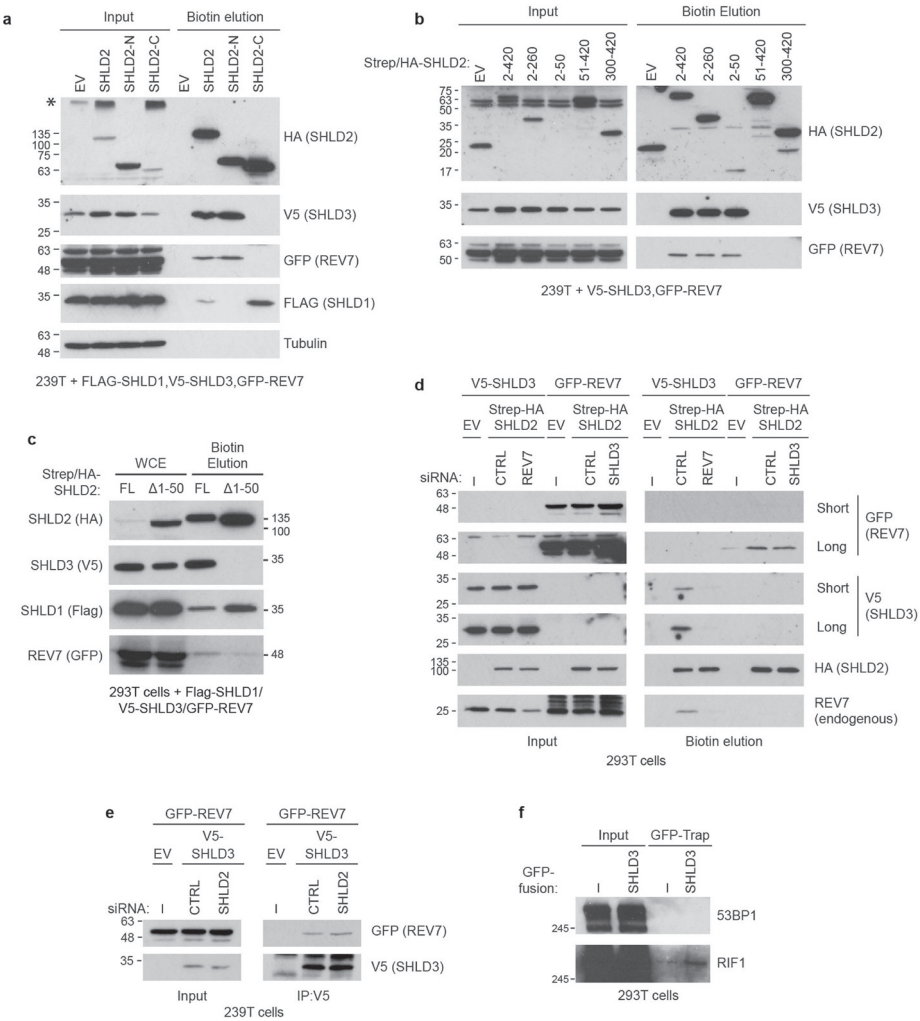 a
Input
Biotin elution
EV
SHLD2
SHLD2-N
SHLD2-C
EV
SHLD2
SHLD2-N
SHLD2-C
*
135
100
75
63
HA (SHLD2)
35
25
V5 (SHLD3)
63
48
GFP (REV7)
35
FLAG (SHLD1)
63
48
Tubulin
239T + FLAG-SHLD1,V5-SHLD3,GFP-REV7
b
Input
Biotin Elution
Strep/HA-SHLD2:
EV
2-420
2-260
2-50
51-420
300-420
EV
2-420
2-260
2-50
51-420
300-420
75
63
50
35
25
20
17
HA (SHLD2)
35
V5 (SHLD3)
63
50
GFP (REV7)
239T + V5-SHLD3,GFP-REV7
c
WCE
Biotin
Elution
Strep/HA-
SHLD2:
FL
Δ1-50
FL
Δ1-50
SHLD2 (HA)
135
100
SHLD3 (V5)
35
SHLD1 (Flag)
35
REV7 (GFP)
48
293T cells + Flag-SHLD1/
V5-SHLD3/GFP-REV7
d
V5-SHLD3
GFP-REV7
V5-SHLD3
GFP-REV7
EV
Strep-HA
SHLD2
EV
Strep-HA
SHLD2
EV
Strep-HA
SHLD2
EV
Strep-HA
SHLD2
siRNA:
–
CTRL
REV7
–
CTRL
SHLD3
–
CTRL
REV7
–
CTRL
SHLD3
63
48
Short
63
48
Long
GFP
(REV7)
35
25
Short
35
25
Long
V5
(SHLD3)
135
100
HA (SHLD2)
25
REV7
(endogenous)
Input
Biotin elution
293T cells
e
GFP-REV7
GFP-REV7
EV
V5-
SHLD3
EV
V5-
SHLD3
siRNA:
–
CTRL
SHLD2
–
CTRL
SHLD2
63
48
GFP (REV7)
35
V5 (SHLD3)
Input
IP:V5
239T cells
f
Input
GFP-Trap
GFP-
fusion:
–
SHLD3
–
SHLD3
245
53BP1
245
RIF1
293T cells